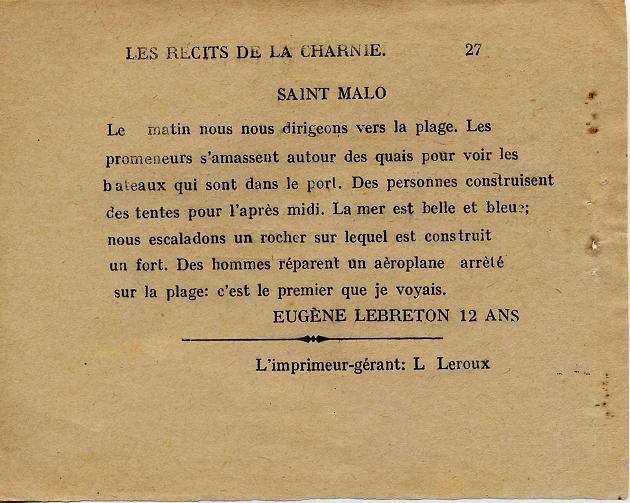 LES RECITS DE LA CHARNIE. 27
SAINT MALO
Le matin nous nous dirigeons vers la plage. Les
promeneurs s'amassent autour des quais pour voir les
bateaux qui sont dans le port. Des personnes construisent
des tentes pour l'après midi. La mer est belle et bleue;
nous escaladons un rocher sur lequel est construit
un fort. Des hommes réparent un aèroplane arrèté
sur la plage: c'est le premier que je voyais.
EUGÈNE LEBRETON 12 ANS
L'imprimeur-gérant: L Leroux